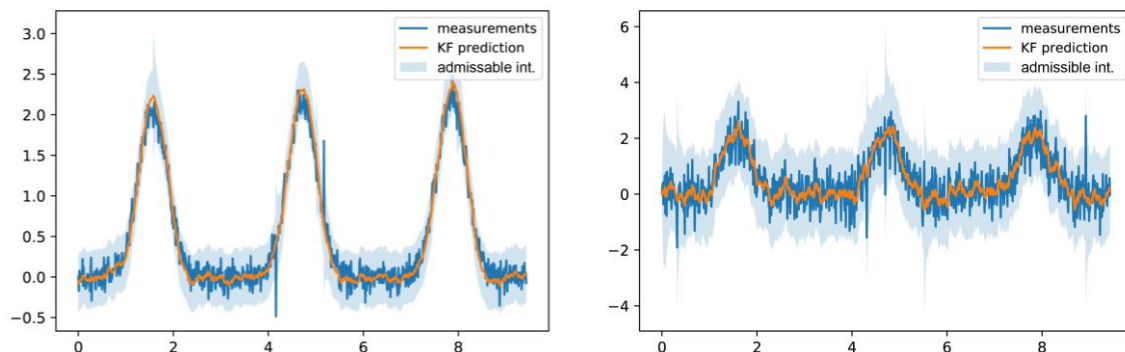 3.0
2.5
2.0
1.5
1.0
0.5
0.0
−0.5
0 2 4 6 8
measurements
KF prediction
admissable int.
6
4
2
0
−2
−4
0 2 4 6 8
measurements
KF prediction
admissible int.